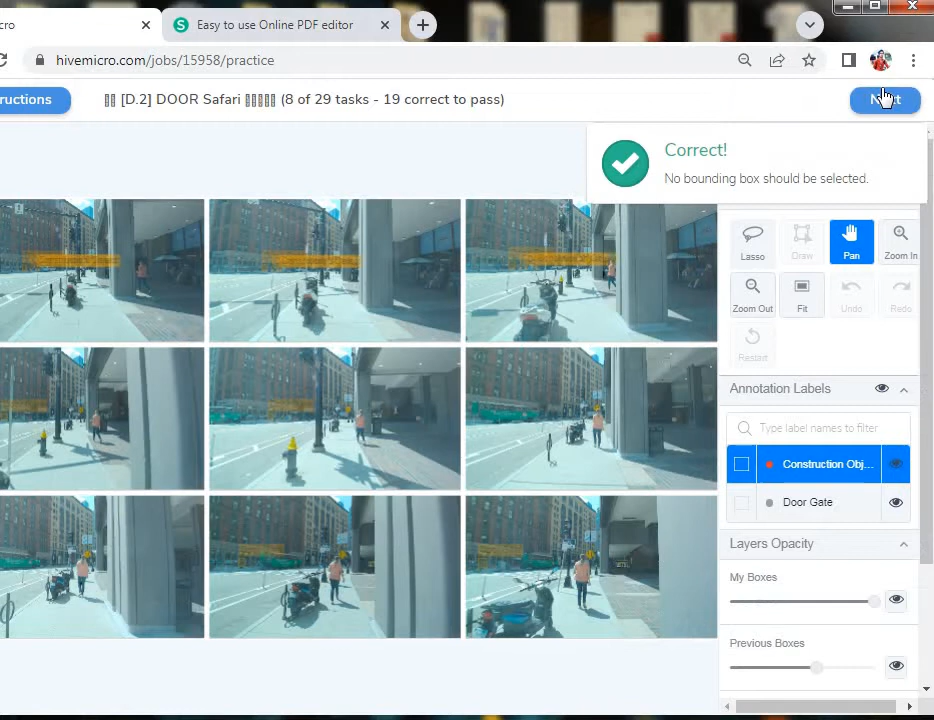 cro
Easy to use Online PDF editor
hivemicro.com/jobs/15958/practice
ructions
[D.2] DOOR Safari (8 of 29 tasks - 19 correct to pass)
Next
Correct!
No bounding box should be selected.
Lasso
Draw
Pan
Zoom In
Zoom Out
Fit
Undo
Redo
Restart
Annotation Labels
Type label names to filter
Construction Obj...
Door Gate
Layers Opacity
My Boxes
Previous Boxes